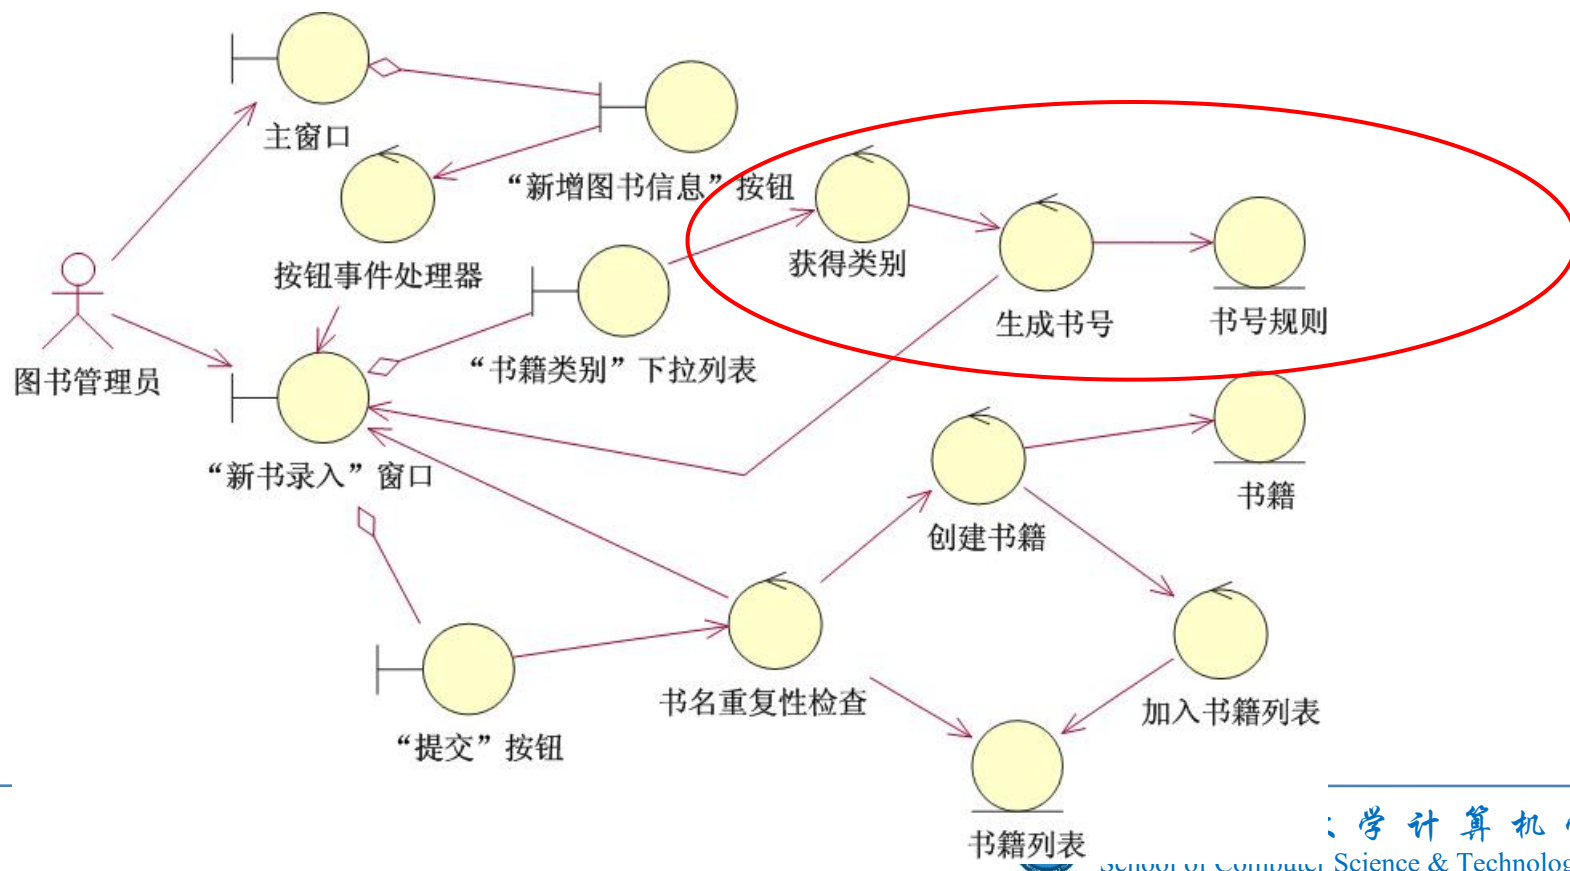 主窗口
“新增图书信息”按钮
按钮事件处理器
获得类别
生成书号
书号规则
“书籍类别”下拉列表
图书管理员
“新书录入”窗口
书籍
创建书籍
书名重复性检查
加入书籍列表
“提交”按钮
书籍列表
学计算机
School of Computer Science & Technolog